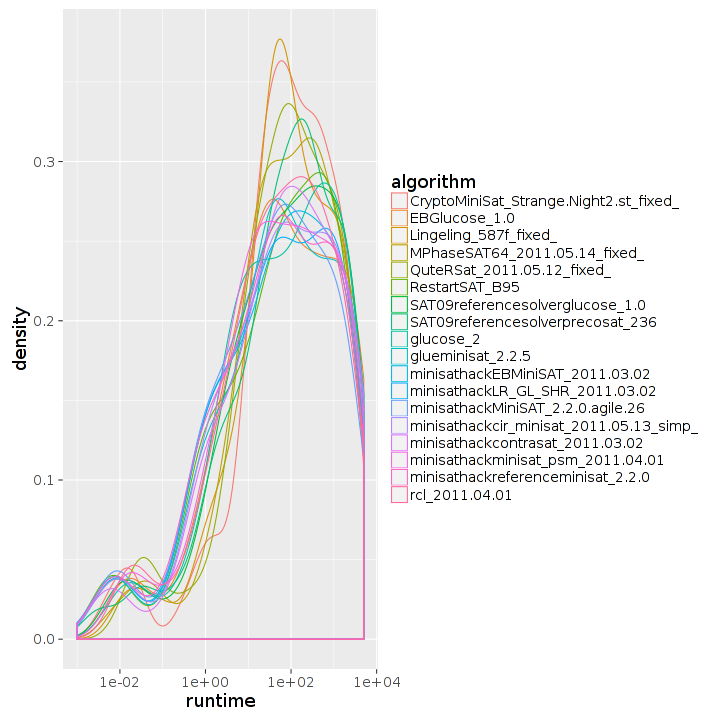 0.3
0.2
0.1
0.0
density
1e-02 1e+00 1e+02 1e+04
runtime
algorithm
CryptoMiniSat_Strange.Night2.st_fixed_
EBGlucose_1.0
Lingeling_587f_fixed_
MPhaseSAT64_2011.05.14_fixed_
QuteRSat_2011.05.12_fixed_
RestartSAT_B95
SAT09referencesolverglucose_1.0
SAT09referencesolverprecosat_236
glucose_2
glueminisat_2.2.5
minisathackEBMiniSAT_2011.03.02
minisathackLR_GL_SHR_2011.03.02
minisathackMiniSAT_2.2.0.agile.26
minisathackcir_minisat_2011.05.13_simp_
minisathackcontrasat_2011.03.02
minisathackminisat_psm_2011.04.01
minisathackreferenceminisat_2.2.0
rcl_2011.04.01